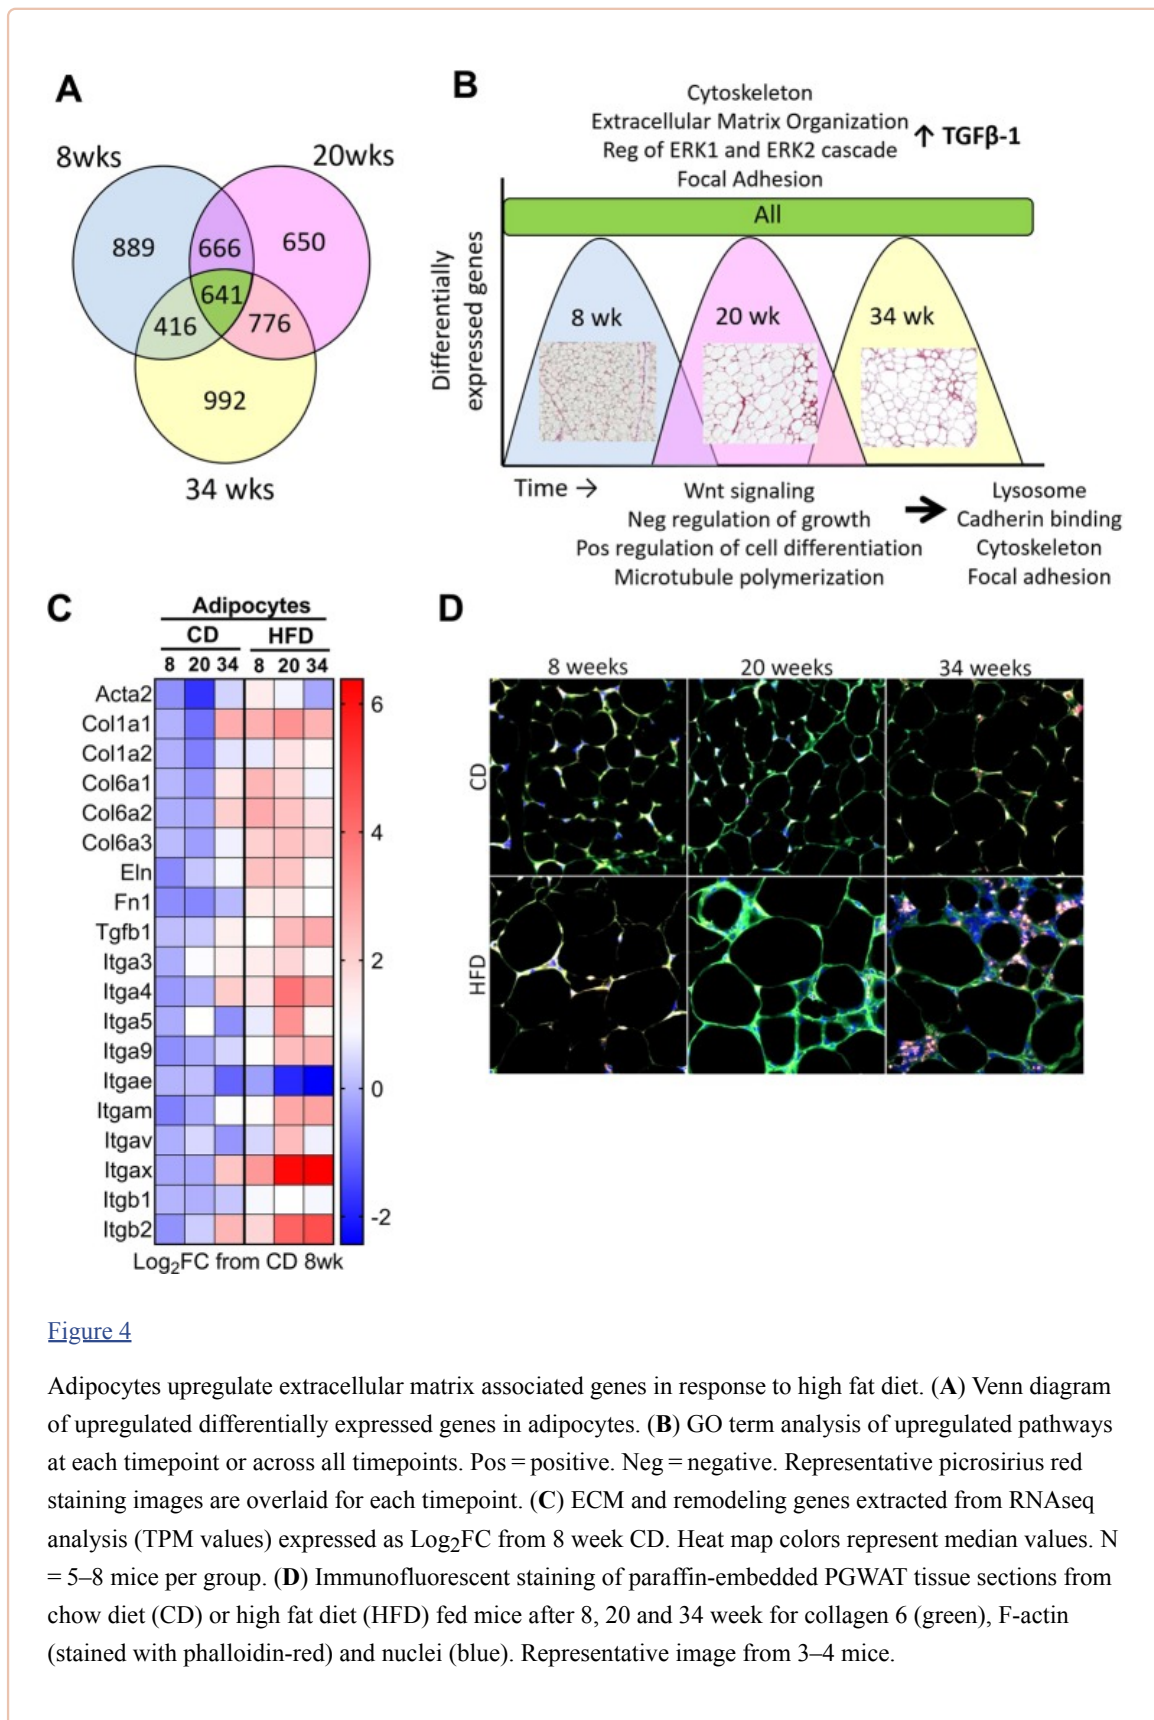 A
8wks
20wks
889
666
650
641
416
776
992
34 wks
B
Cytoskeleton
Extracellular Matrix Organization
Reg of ERK1 and ERK2 cascade
Focal Adhesion
↑ TGFβ-1
All
Differentially
expressed genes
8 wk
20 wk
34 wk
Time →
Wnt signaling
Neg regulation of growth
Pos regulation of cell differentiation
Microtubule polymerization
Lysosome
Cadherin binding
Cytoskeleton
Focal adhesion
C
Adipocytes
CD HFD
8 20 34 8 20 34
Acta2
Col1a1
Col1a2
Col6a1
Col6a2
Col6a3
Eln
Fn1
Tgfb1
Itga3
Itga4
Itga5
Itga9
Itgae
Itgam
Itgav
Itgax
Itgb1
Itgb2
6
4
2
0
-2
Log₂FC from CD 8wk
D
8 weeks
20 weeks
34 weeks
CD
HFD
Figure 4
Adipocytes upregulate extracellular matrix associated genes in response to high fat diet. (A) Venn diagram
of upregulated differentially expressed genes in adipocytes. (B) GO term analysis of upregulated pathways
at each timepoint or across all timepoints. Pos = positive. Neg = negative. Representative picrosirius red
staining images are overlaid for each timepoint. (C) ECM and remodeling genes extracted from RNAseq
analysis (TPM values) expressed as Log₂FC from 8 week CD. Heat map colors represent median values. N
= 5–8 mice per group. (D) Immunofluorescent staining of paraffin-embedded PGWAT tissue sections from
chow diet (CD) or high fat diet (HFD) fed mice after 8, 20 and 34 week for collagen 6 (green), F-actin
(stained with phalloidin-red) and nuclei (blue). Representative image from 3–4 mice.